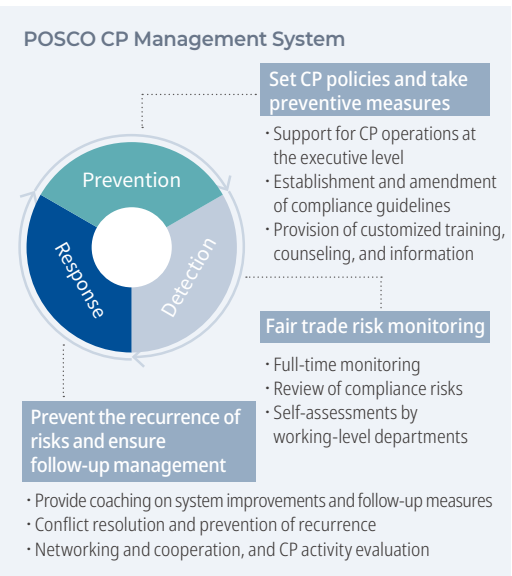 POSCO CP Management System
Set CP policies and take
preventive measures
· Support for CP operations at
the executive level
· Establishment and amendment
of compliance guidelines
· Provision of customized training,
counseling, and information
Prevention
Response
Detection
Fair trade risk monitoring
· Full-time monitoring
· Review of compliance risks
· Self-assessments by
working-level departments
Prevent the recurrence of
risks and ensure
follow-up management
· Provide coaching on system improvements and follow-up measures
· Conflict resolution and prevention of recurrence
· Networking and cooperation, and CP activity evaluation